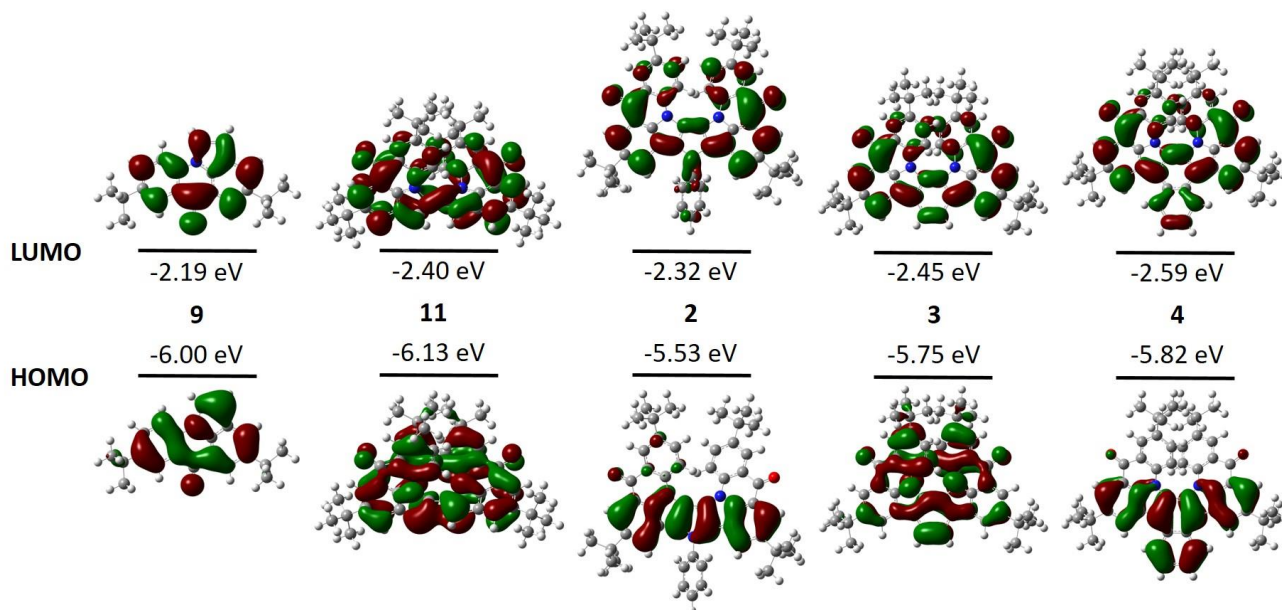 LUMO
-2.19 eV -2.40 eV -2.32 eV -2.45 eV -2.59 eV
9 11 2 3 4
-6.00 eV -6.13 eV -5.53 eV -5.75 eV -5.82 eV
HOMO